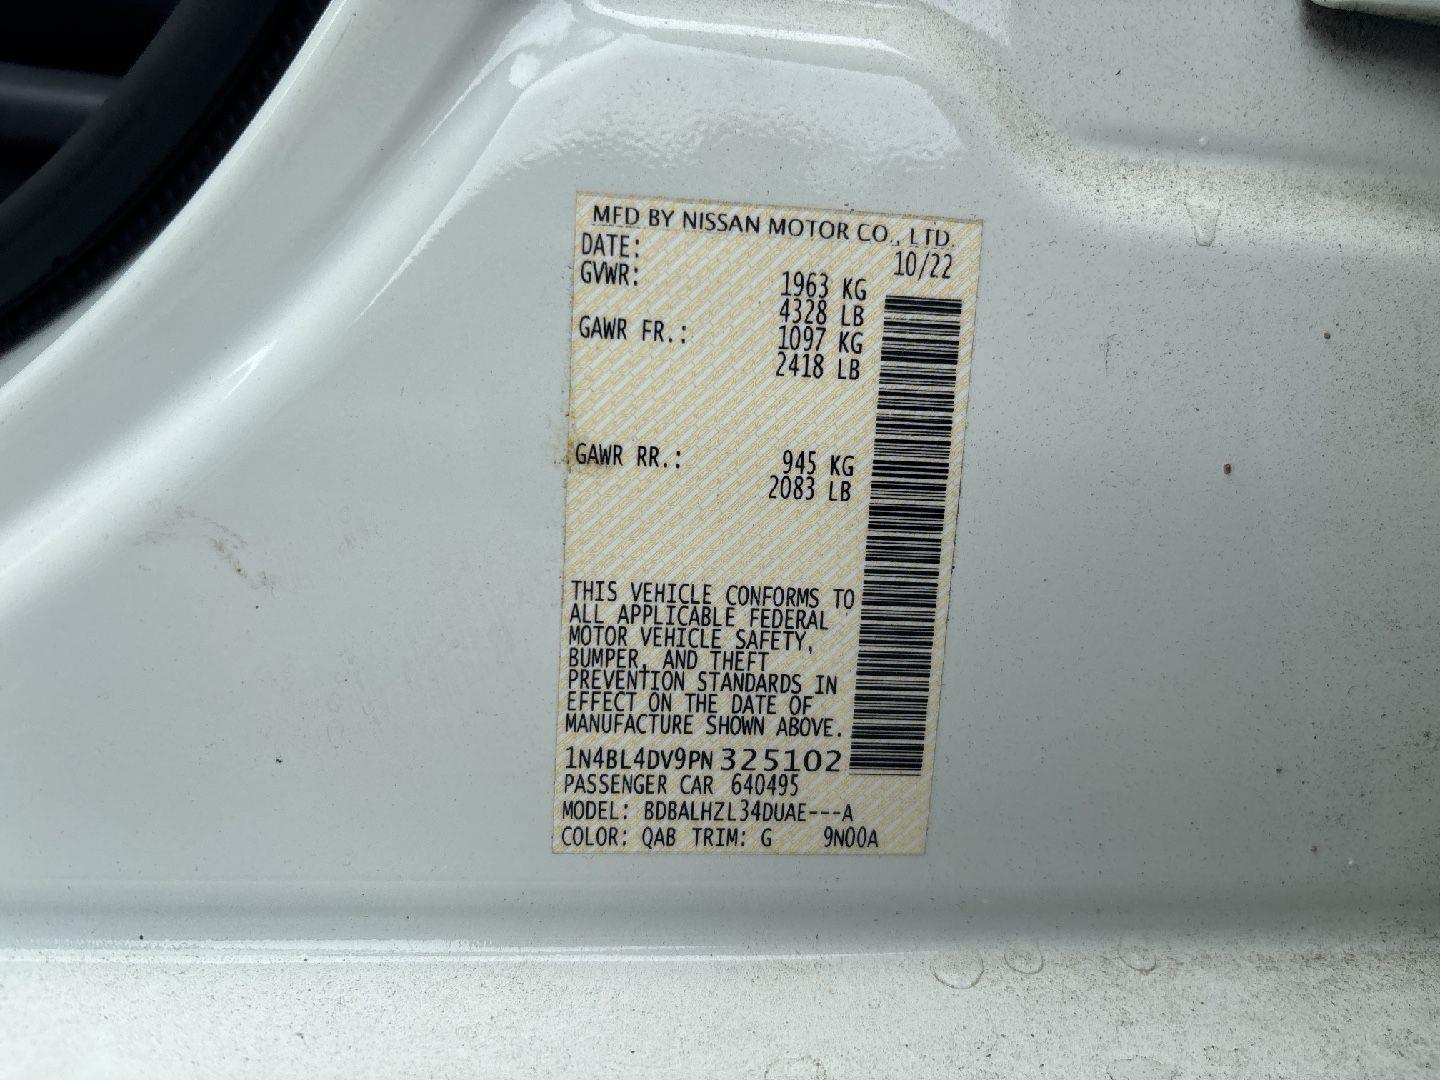 MFD BY NISSAN MOTOR CO., LTD.
DATE: 10/22
GVWR: 1963 KG
4328 LB
GAWR FR.: 1097 KG
2418 LB
GAWR RR.: 945 KG
2083 LB
THIS VEHICLE CONFORMS TO
ALL APPLICABLE FEDERAL
MOTOR VEHICLE SAFETY,
BUMPER, AND THEFT
PREVENTION STANDARDS IN
EFFECT ON THE DATE OF
MANUFACTURE SHOWN ABOVE.
1N4BL4DV9PN325102
PASSENGER CAR 640495
MODEL: BDBALHZL34DUAE---A
COLOR: QAB TRIM: G 9N00A